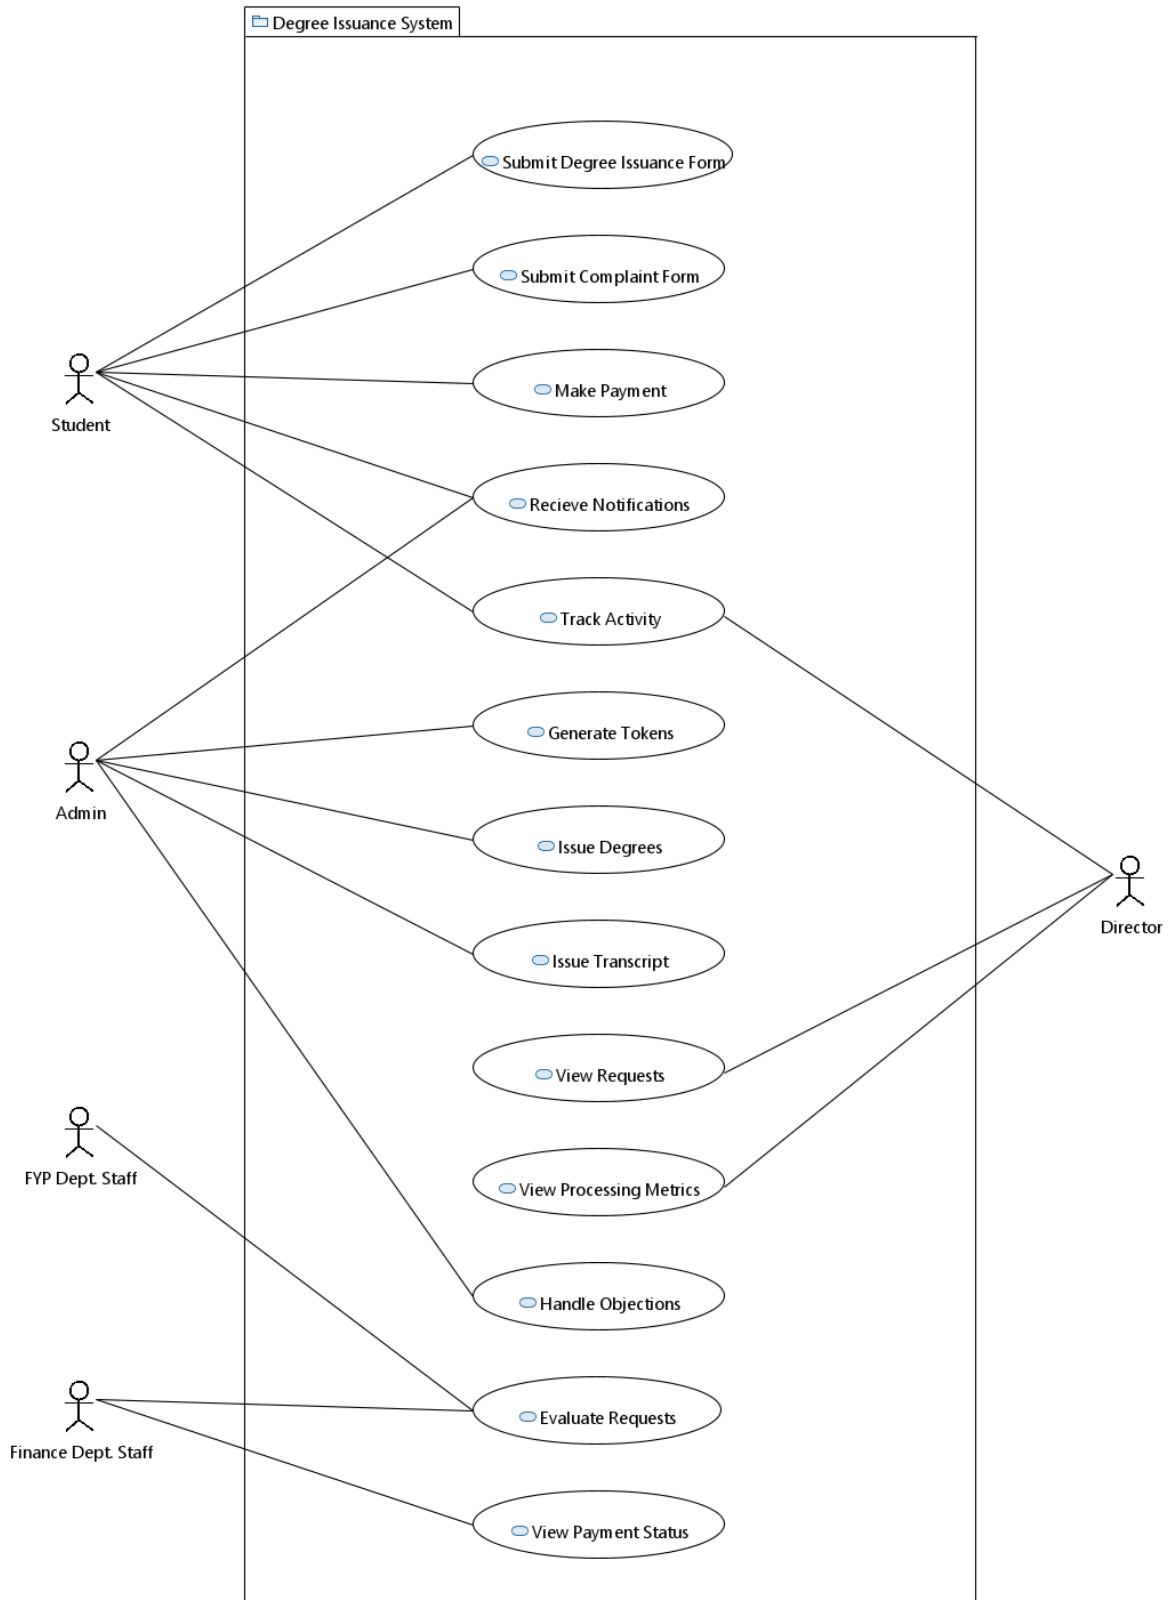 Degree Issuance System
Submit Degree Issuance Form
Submit Complaint Form
Student
Make Payment
Recieve Notifications
Track Activity
Generate Tokens
Admin
Issue Degrees
Director
Issue Transcript
View Requests
FYP Dept. Staff
View Processing Metrics
Handle Objections
Evaluate Requests
Finance Dept. Staff
View Payment Status